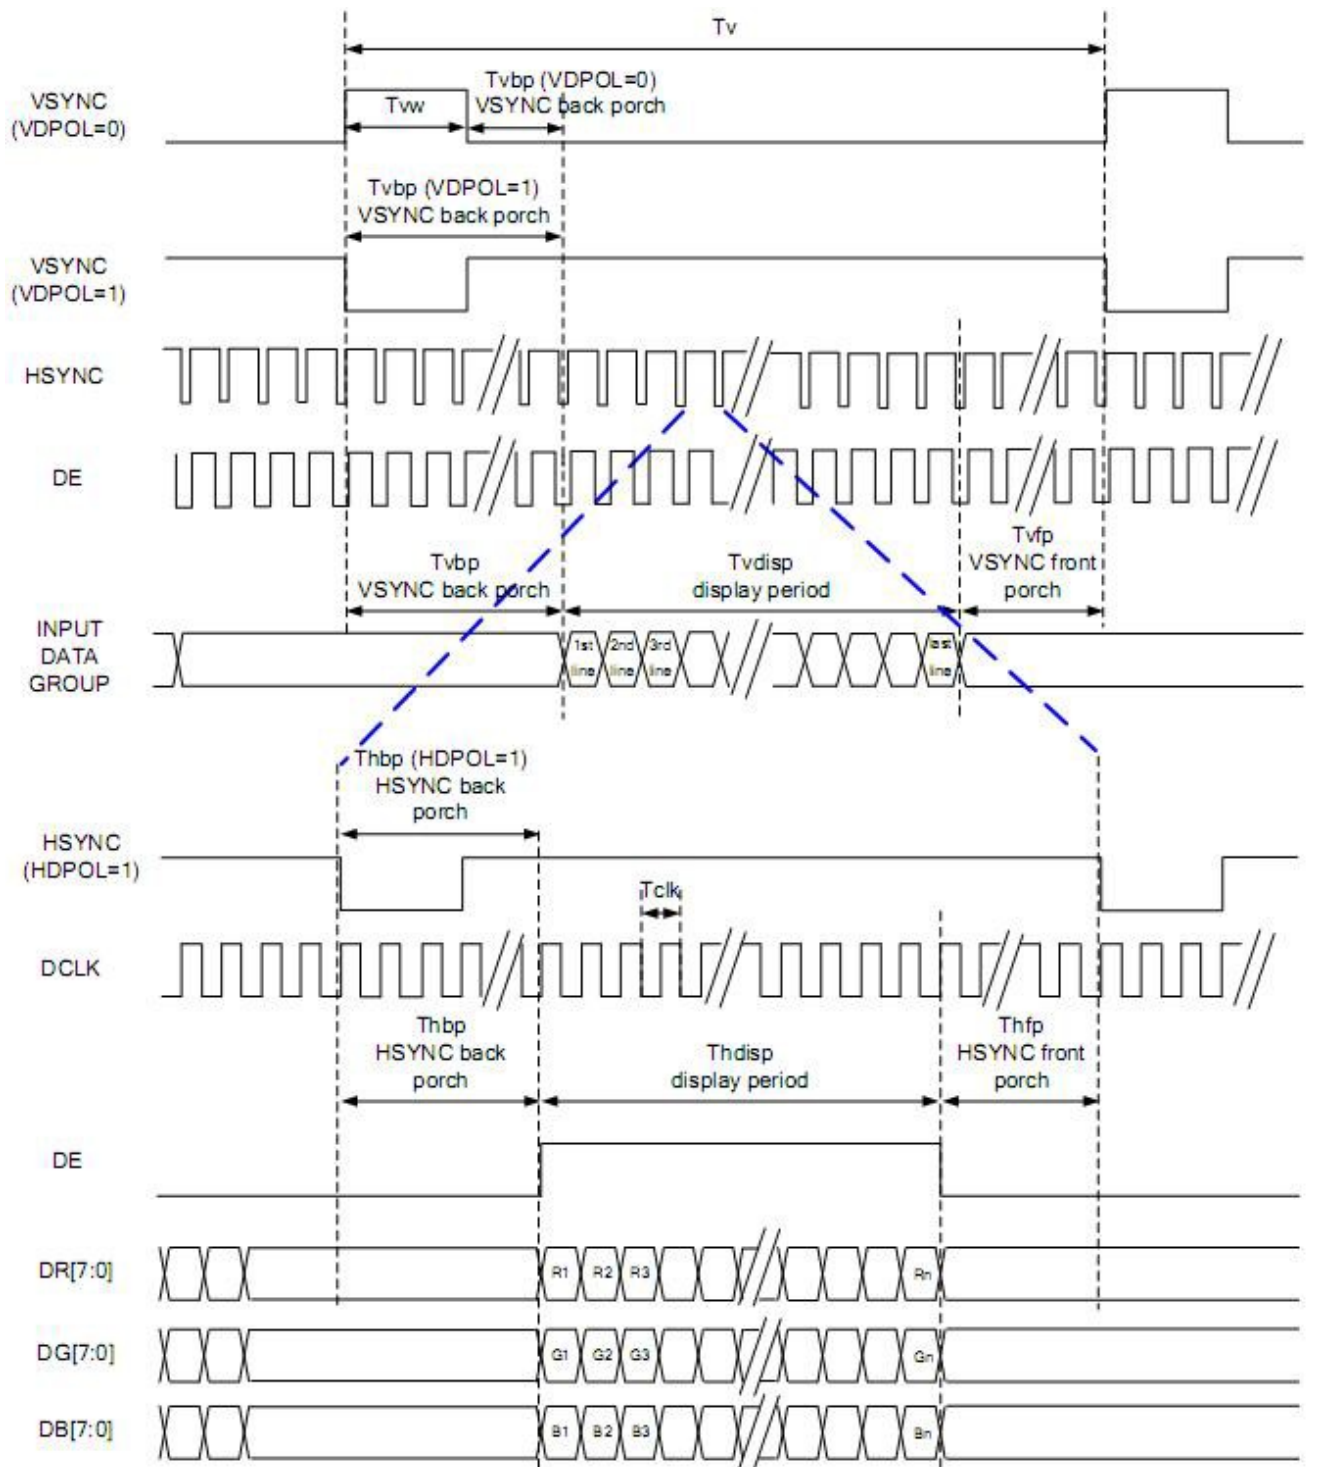 Tv
Tvbp (VDPOL=0)
VSYNC back porch
Tvw
VSYNC
(VDPOL=0)
Tvbp (VDPOL=1)
VSYNC back porch
VSYNC
(VDPOL=1)
HSYNC
DE
Tvbp
VSYNC back porch
Tvdisp
display period
Tvfp
VSYNC front
porch
INPUT
DATA
GROUP
1st
line
2nd
line
3rd
line
last
line
Thbp (HDPOL=1)
HSYNC back
porch
HSYNC
(HDPOL=1)
Tclk
DCLK
Thbp
HSYNC back
porch
Thdisp
display period
Thfp
HSYNC front
porch
DE
DR[7:0]
R1 R2 R3 Rn
DG[7:0]
G1 G2 G3 Gn
DB[7:0]
B1 B2 B3 Bn